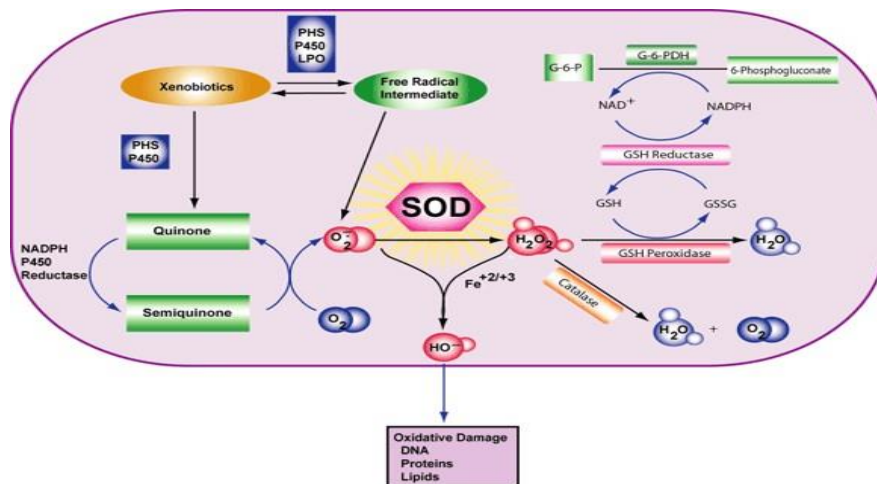 PHS
P450
LPO
Xenobiotics
Free Radical
Intermediate
G-6-P
G-6-PDH
6-Phosphogluconate
NAD+
NADPH
GSH Reductase
PHS
P450
GSH
GSSG
SOD
Quinone
O2-
H2O2
GSH Peroxidase
H2O
NADPH
P450
Reductase
Fe+2/+3
Catalase
Semiquinone
O2
H2O + O2
HO-
Oxidative Damage
DNA
Proteins
Lipids